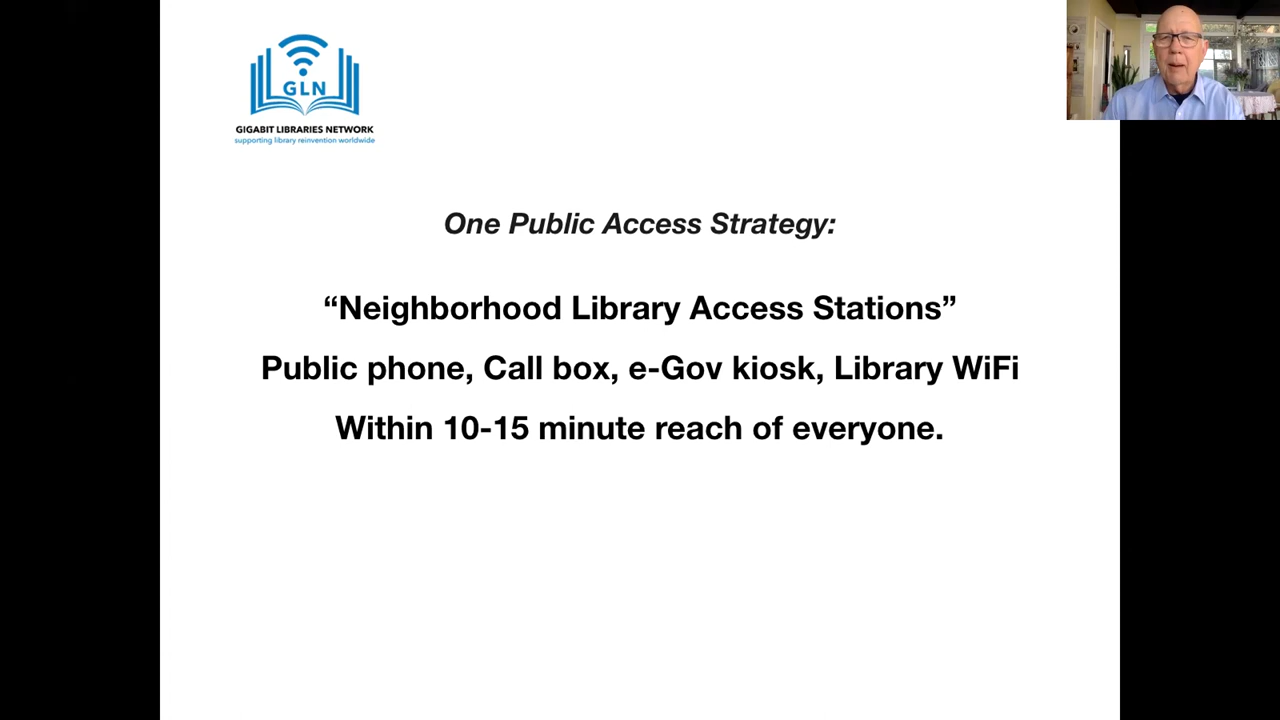 GLN
GIGABIT LIBRARIES NETWORK
supporting library reinvention worldwide
One Public Access Strategy:
“Neighborhood Library Access Stations”
Public phone, Call box, e-Gov kiosk, Library WiFi
Within 10-15 minute reach of everyone.